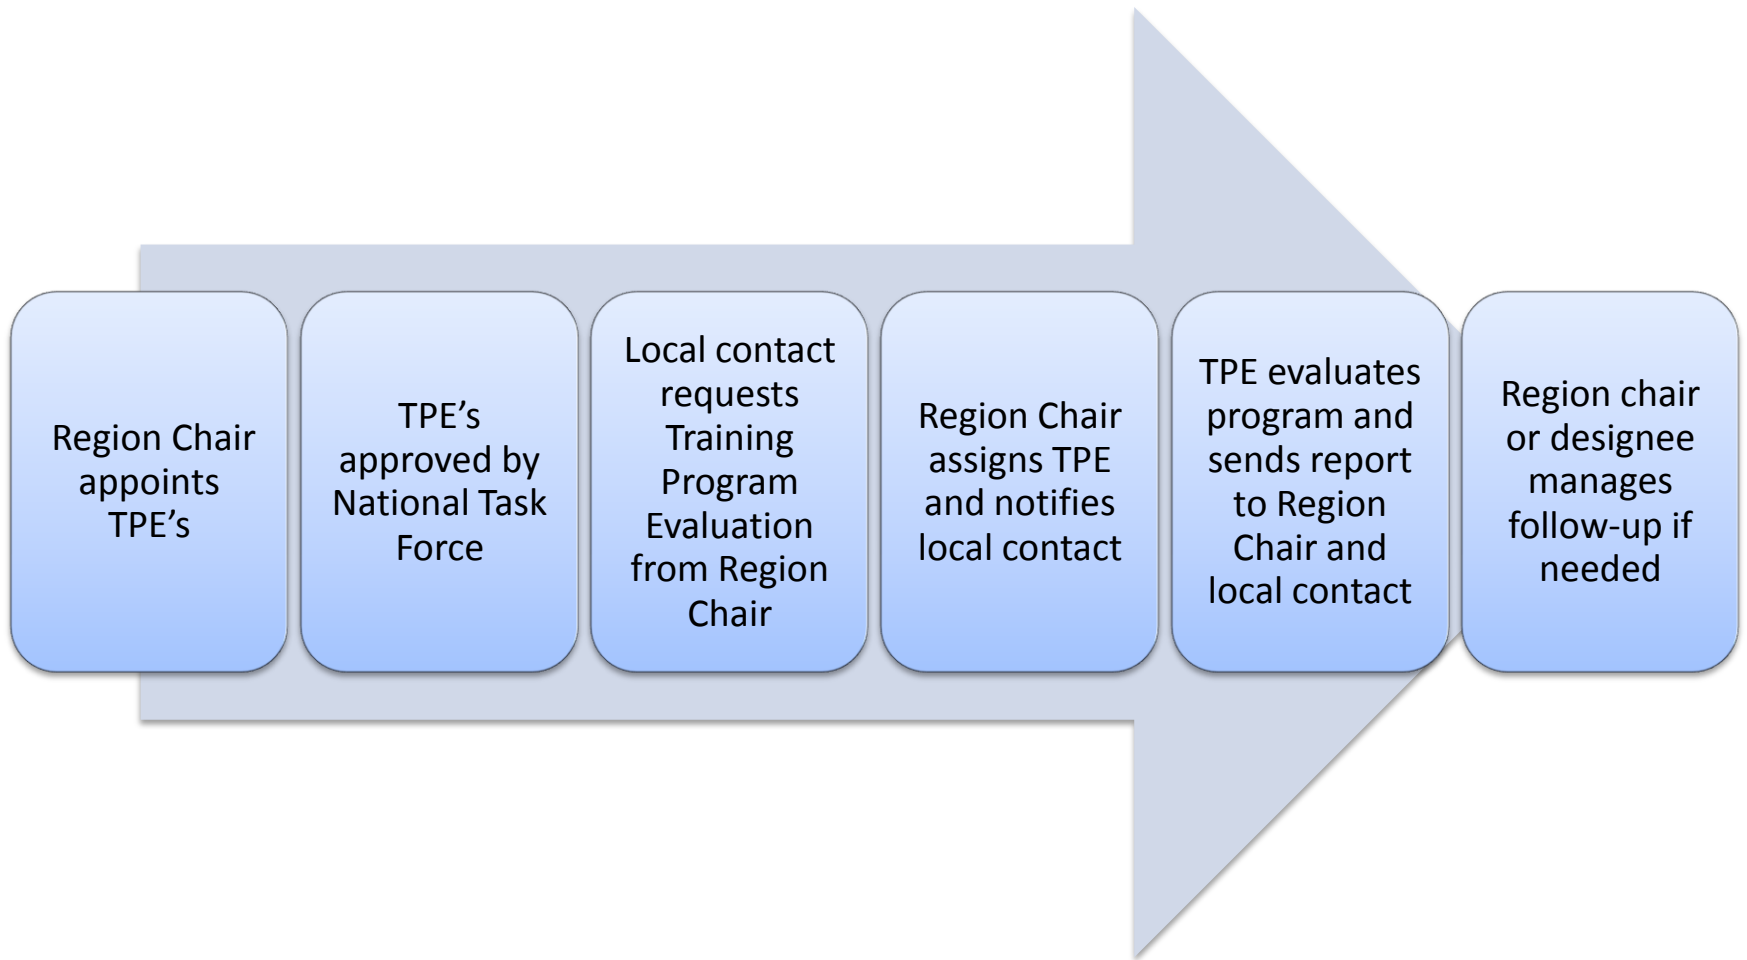 Region Chair
appoints
TPE’s
TPE’s
approved by
National Task
Force
Local contact
requests
Training
Program
Evaluation
from Region
Chair
Region Chair
assigns TPE
and notifies
local contact
TPE evaluates
program and
sends report
to Region
Chair and
local contact
Region chair
or designee
manages
follow-up if
needed